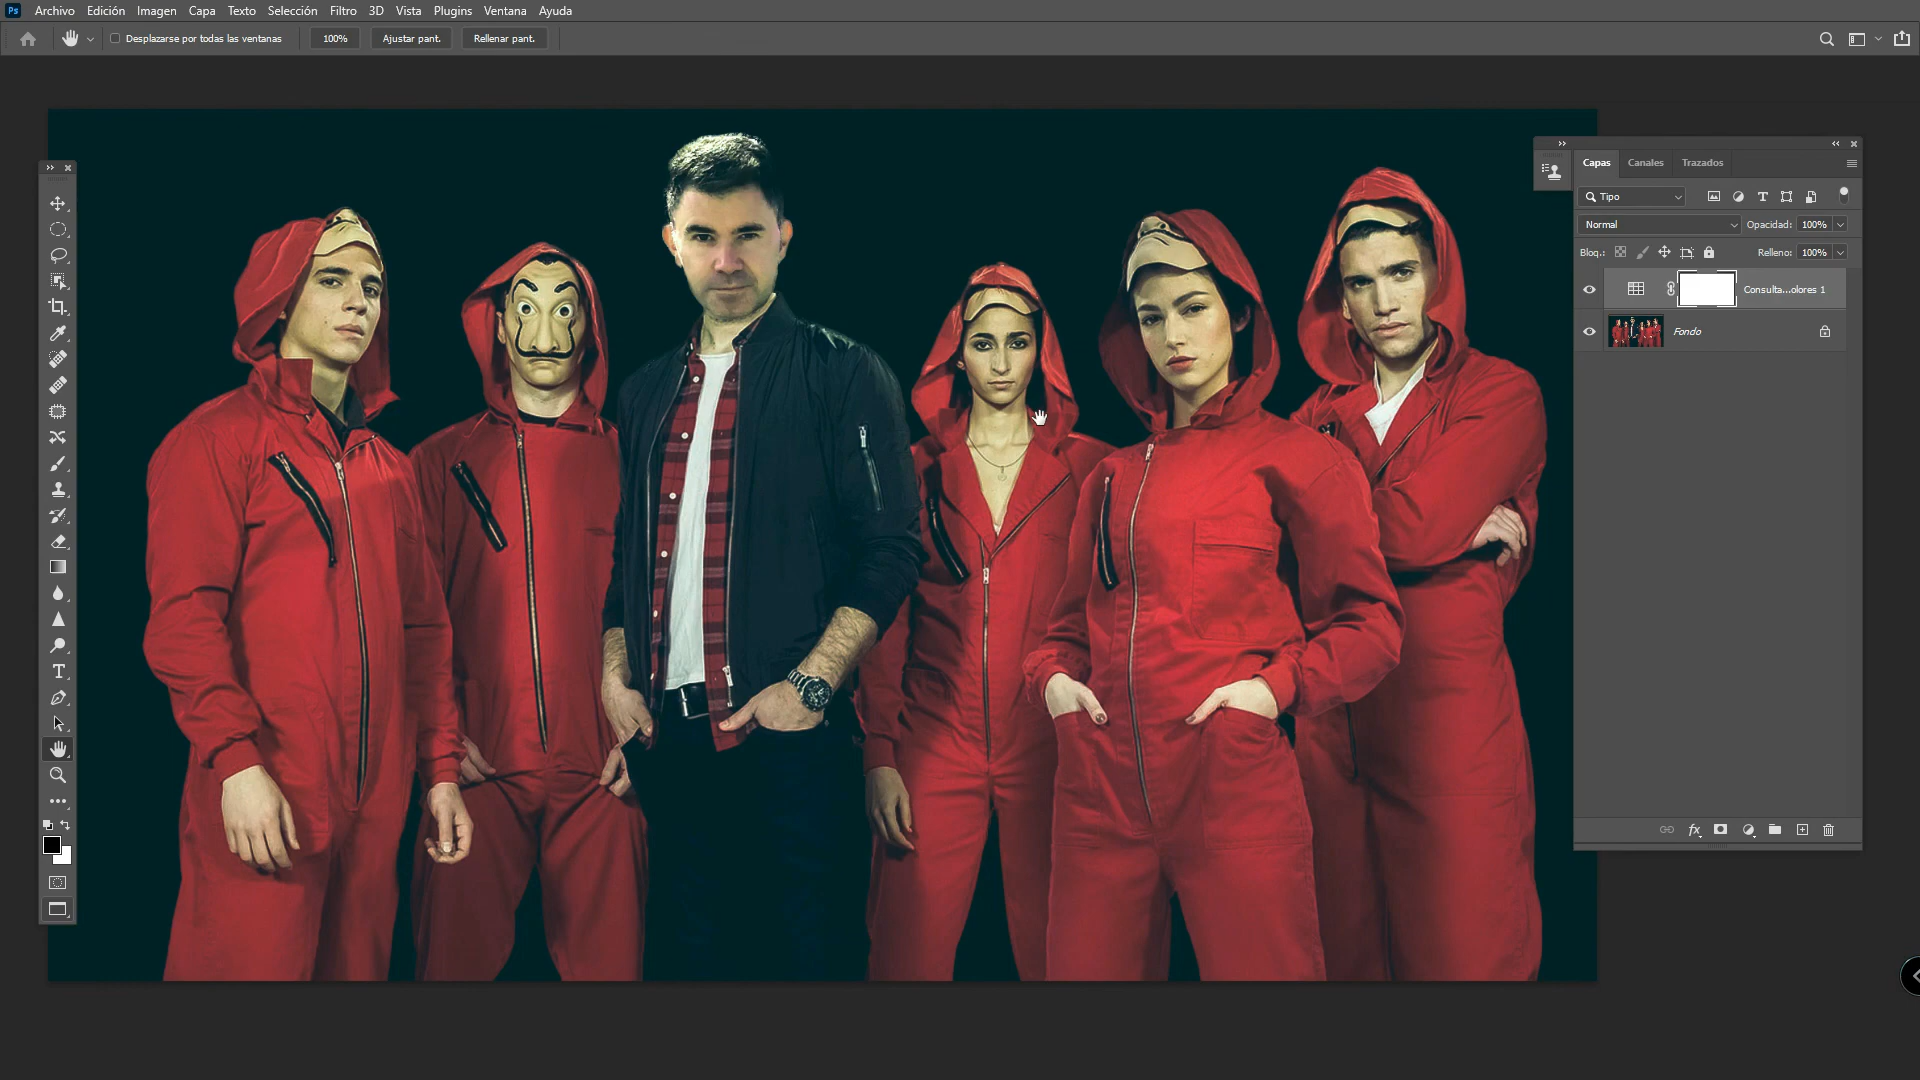 Ps Archivo Edición Imagen Capa Texto Selección Filtro 3D Vista Plugins Ventana Ayuda
Desplazarse por todas las ventanas 100% Ajustar pant. Rellenar pant.
Capas Canales Trazados
Tipo
Normal Opacidad: 100%
Bloq.: Relleno: 100%
Consulta...olores 1
Fondo
fx